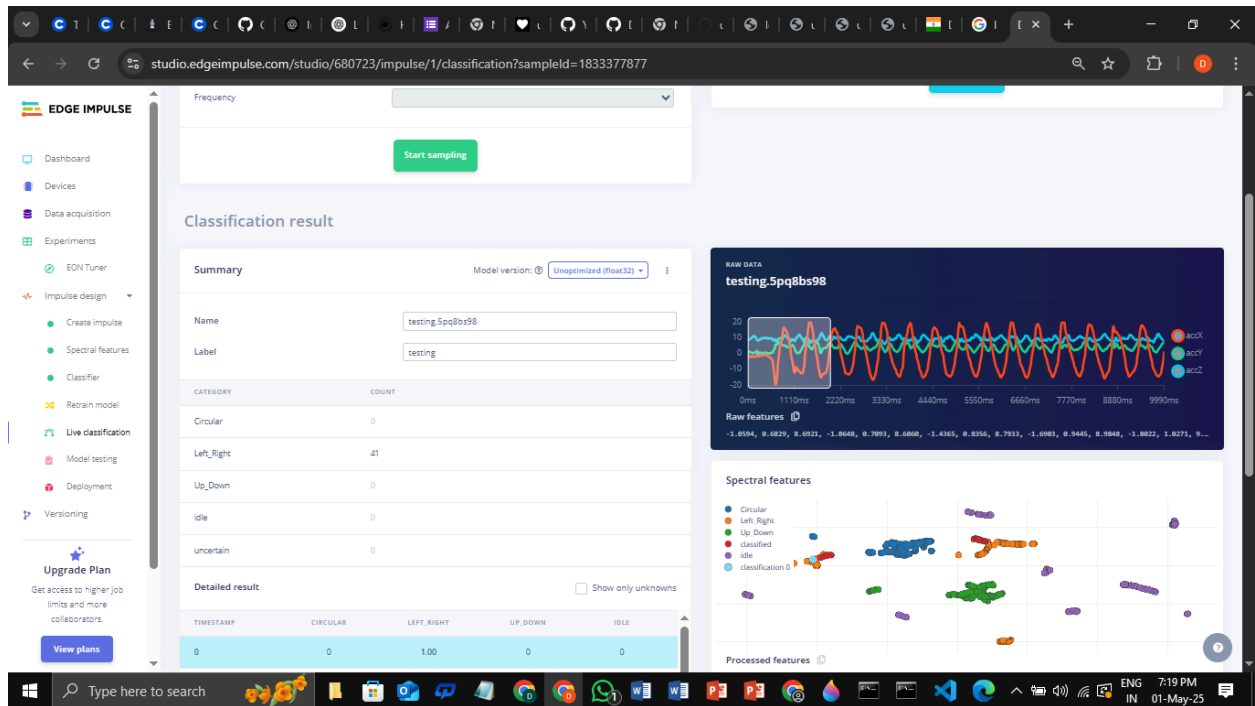 studio.edgeimpulse.com/studio/680723/impulse/1/classification?sampleId=1833377877
D
EDGE IMPULSE
Dashboard
Devices
Data acquisition
Experiments
EON Tuner
Impulse design
Create impulse
Spectral features
Classifier
Retrain model
Live classification
Model testing
Deployment
Versioning
Upgrade Plan
Get access to higher job
limits and more
collaborators.
View plans
Frequency
Start sampling
Classification result
Summary
Model version: Unoptimized (float32)
Name testing.5pq8bs98
Label testing
CATEGORY COUNT
Circular 0
Left_Right 41
Up_Down 0
idle 0
uncertain 0
Detailed result Show only unknowns
TIMESTAMP CIRCULAR LEFT_RIGHT UP_DOWN IDLE
0 0 1.00 0 0
RAW DATA
testing.5pq8bs98
20
10
0
-10
-20
0ms 1110ms 2220ms 3330ms 4440ms 5550ms 6660ms 7770ms 8880ms 9990ms
accX
accY
accZ
Raw features
-1.0594, 0.6829, 8.6921, -1.0648, 0.7093, 8.6060, -1.4365, 0.8356, 8.7933, -1.6903, 0.9445, 8.9848, -1.8022, 1.0271, 9...
Spectral features
Circular
Left_Right
Up_Down
classified
idle
classification 0
Processed features
Type here to search
ENG
IN
7:19 PM
01-May-25